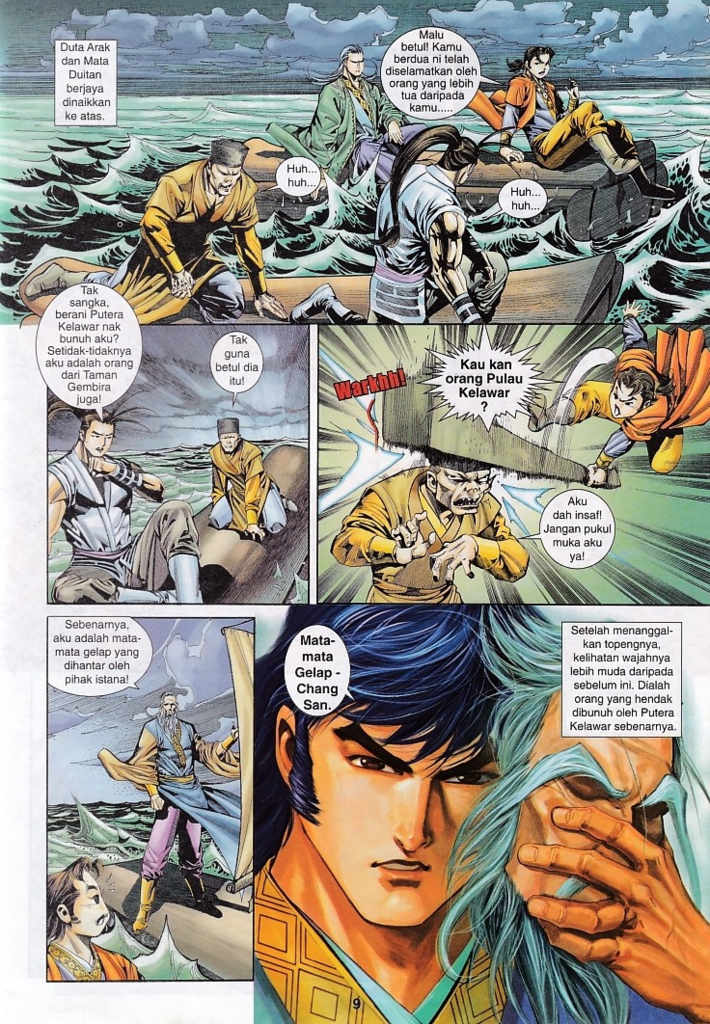 Duta Arak
dan Mata
Duitan
berjaya
dinaikkan
ke atas.
Malu
betul! Kamu
berdua ni telah
diselamatkan oleh
orang yang lebih
tua daripada
kamu.....
Huh...
huh...
Huh...
huh...
Tak
sangka,
berani Putera
Kelawar nak
bunuh aku?
Setidak-tidaknya
aku adalah orang
dari Taman
Gembira
juga!
Tak
guna
betul dia
itu!
Warkhh!
Kau kan
orang Pulau
Kelawar
?
Aku
dah insaf!
Jangan pukul
muka aku
ya!
Sebenarnya,
aku adalah mata-
mata gelap yang
dihantar oleh
pihak istana!
Mata-
mata
Gelap -
Chang
San.
Setelah menanggal-
kan topengnya,
kelihatan wajahnya
lebih muda daripada
sebelum ini. Dialah
orang yang hendak
dibunuh oleh Putera
Kelawar sebenarnya.
9